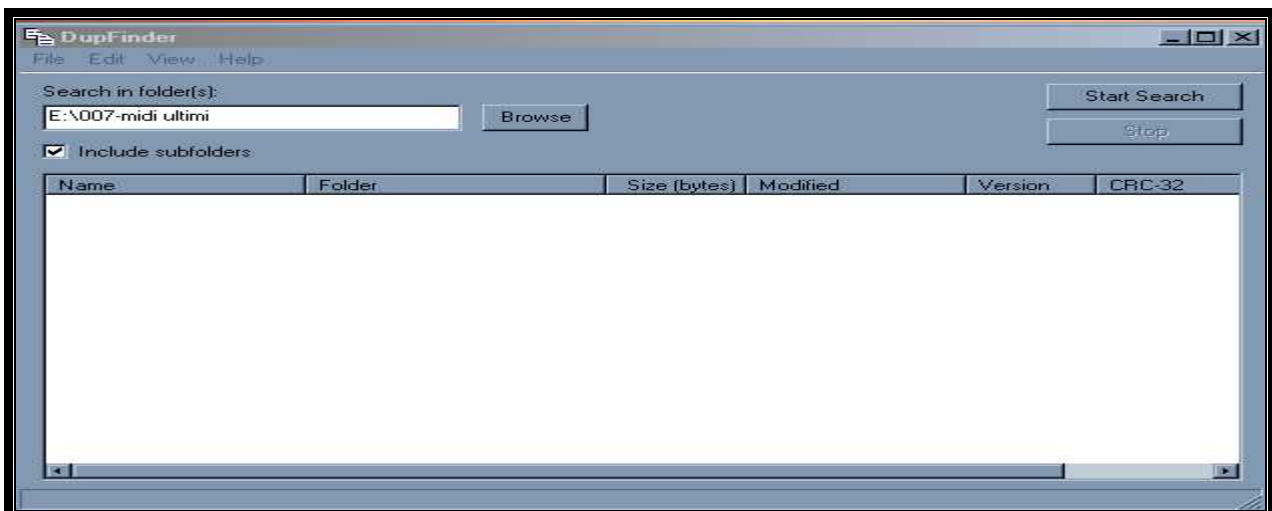 DupFinder
File Edit View Help
Search in folder(s):
E:\007-midi ultimi
Browse
Start Search
Stop
Include subfolders
Name Folder Size (bytes) Modified Version CRC-32